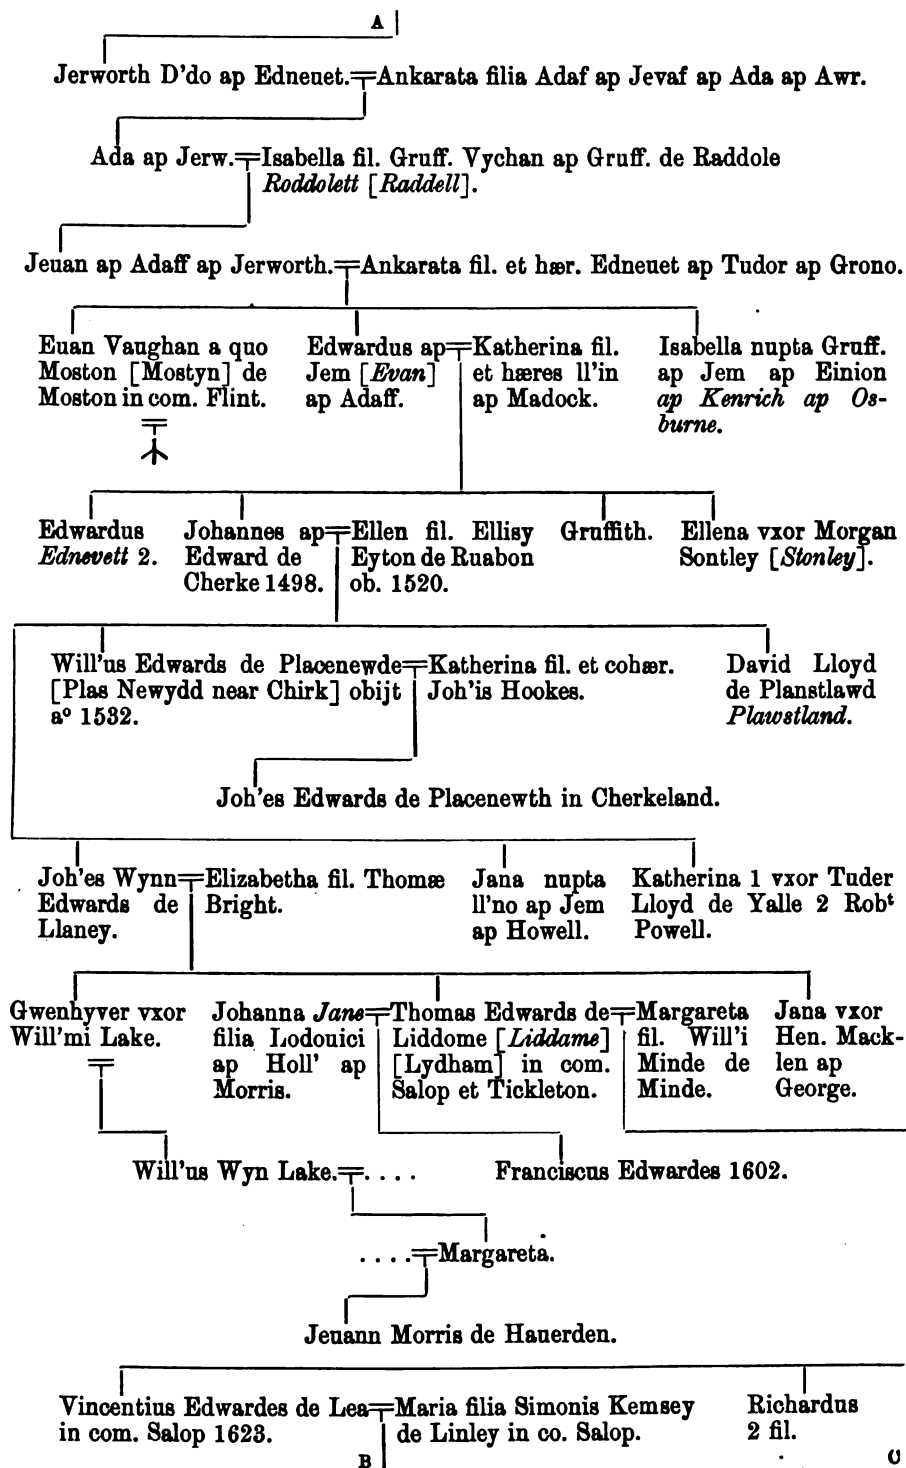 A
Jerworth D'do ap Edneuet.=Ankarata filia Adaf ap Jevaf ap Ada ap Awr.
Ada ap Jerw.=Isabella fil. Gruff. Vychan ap Gruff. de Raddole
Roddolett [Raddell].
Jeuan ap Adaff ap Jerworth.=Ankarata fil. et hær. Edneuet ap Tudor ap Grono.
Euan Vaughan a quo
Moston [Mostyn] de
Moston in com. Flint.
Edwardus ap
Jem [Evan]
ap Adaff.
=Katherina fil.
et hæres ll'in
ap Madock.
Isabella nupta Gruff.
ap Jem ap Einion
ap Kenrich ap Os-
burne.
Edwardus
Ednevett 2.
Johannes ap
Edward de
Cherke 1498.
=Ellen fil. Ellisy
Eyton de Ruabon
ob. 1520.
Gruffith.
Ellena vxor Morgan
Sontley [Stonley].
Will'us Edwards de Placenewde
[Plas Newydd near Chirk] obijt
aº 1532.
=Katherina fil. et cohær.
Joh'is Hookes.
David Lloyd
de Planstlawd
Plawstland.
Joh'es Edwards de Placenewth in Cherkeland.
Joh'es Wynn
Edwards de
Llaney.
=Elizabetha fil. Thomæ
Bright.
Jana nupta
ll'no ap Jem
ap Howell.
Katherina 1 vxor Tuder
Lloyd de Yalle 2 Robᵗ
Powell.
Gwenhyver vxor
Will'mi Lake.
Johanna Jane
filia Lodouici
ap Holl' ap
Morris.
=Thomas Edwards de
Liddome [Liddame]
[Lydham] in com.
Salop et Tickleton.
=Margareta
fil. Will'i
Minde de
Minde.
Jana vxor
Hen. Mack-
len ap
George.
Will'us Wyn Lake.=....
Franciscus Edwardes 1602.
....=Margareta.
Jeuann Morris de Hauerden.
Vincentius Edwardes de Lea
in com. Salop 1623.
=Maria filia Simonis Kemsey
de Linley in co. Salop.
Richardus
2 fil.
B
C